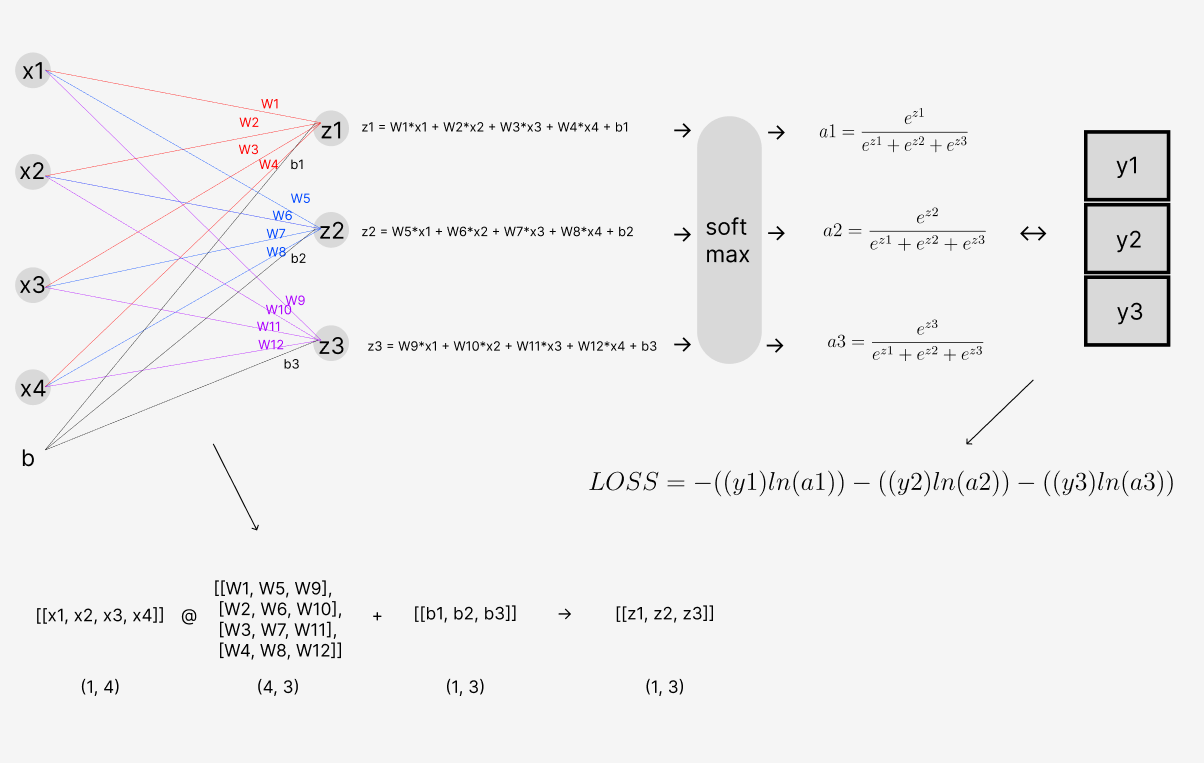 x1
x2
x3
x4
b
W1
W2
W3
W4
b1
W5
W6
W7
W8
b2
W9
W10
W11
W12
b3
z1
z2
z3
z1 = W1*x1 + W2*x2 + W3*x3 + W4*x4 + b1
z2 = W5*x1 + W6*x2 + W7*x3 + W8*x4 + b2
z3 = W9*x1 + W10*x2 + W11*x3 + W12*x4 + b3
→
→
→
soft
max
→
→
→
a1 = e^{z1} / (e^{z1} + e^{z2} + e^{z3})
a2 = e^{z2} / (e^{z1} + e^{z2} + e^{z3})
a3 = e^{z3} / (e^{z1} + e^{z2} + e^{z3})
↔
y1
y2
y3
LOSS = −((y1)ln(a1)) − ((y2)ln(a2)) − ((y3)ln(a3))
[[x1, x2, x3, x4]] @
[[W1, W5, W9],
[W2, W6, W10],
[W3, W7, W11],
[W4, W8, W12]]
+ [[b1, b2, b3]] → [[z1, z2, z3]]
(1, 4) (4, 3) (1, 3) (1, 3)